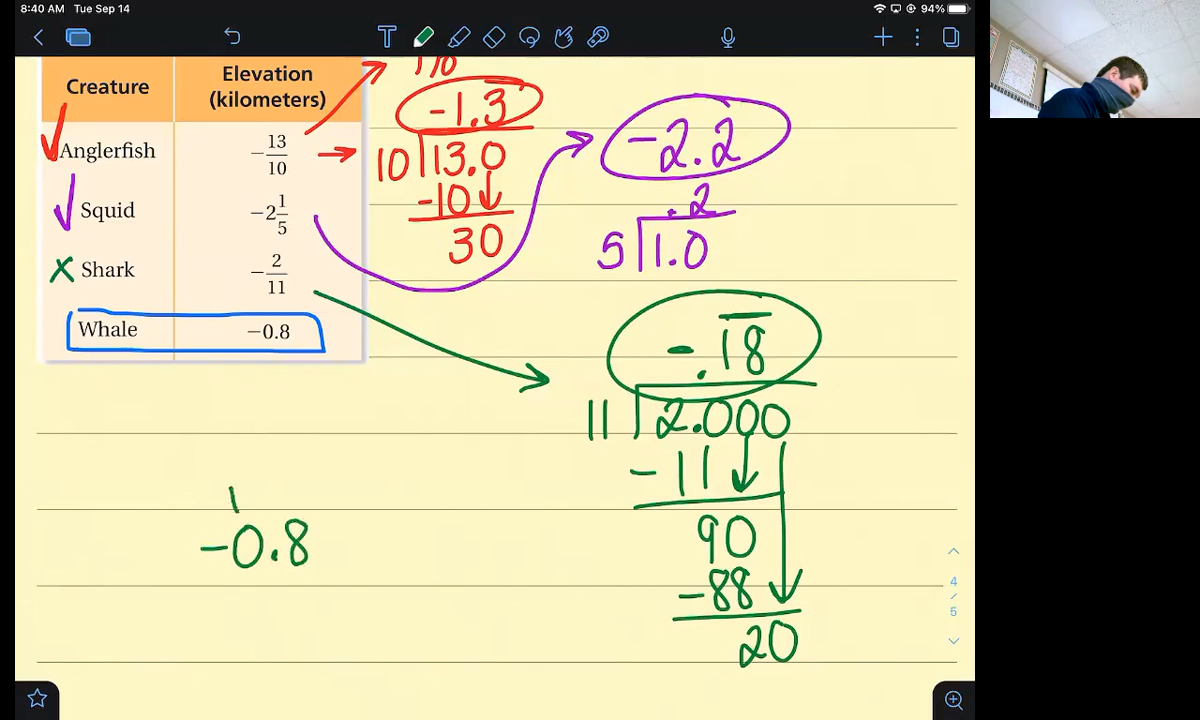 8:40 AM Tue Sep 14
94%
Creature
Elevation
(kilometers)
Anglerfish
-13/10
Squid
-2 1/5
Shark
-2/11
Whale
-0.8
-1.3
10 13.0
-10
30
-2.2
.2
5 1.0
-.18
11 2.000
-11
90
-88
20
-0.8
4
/
5